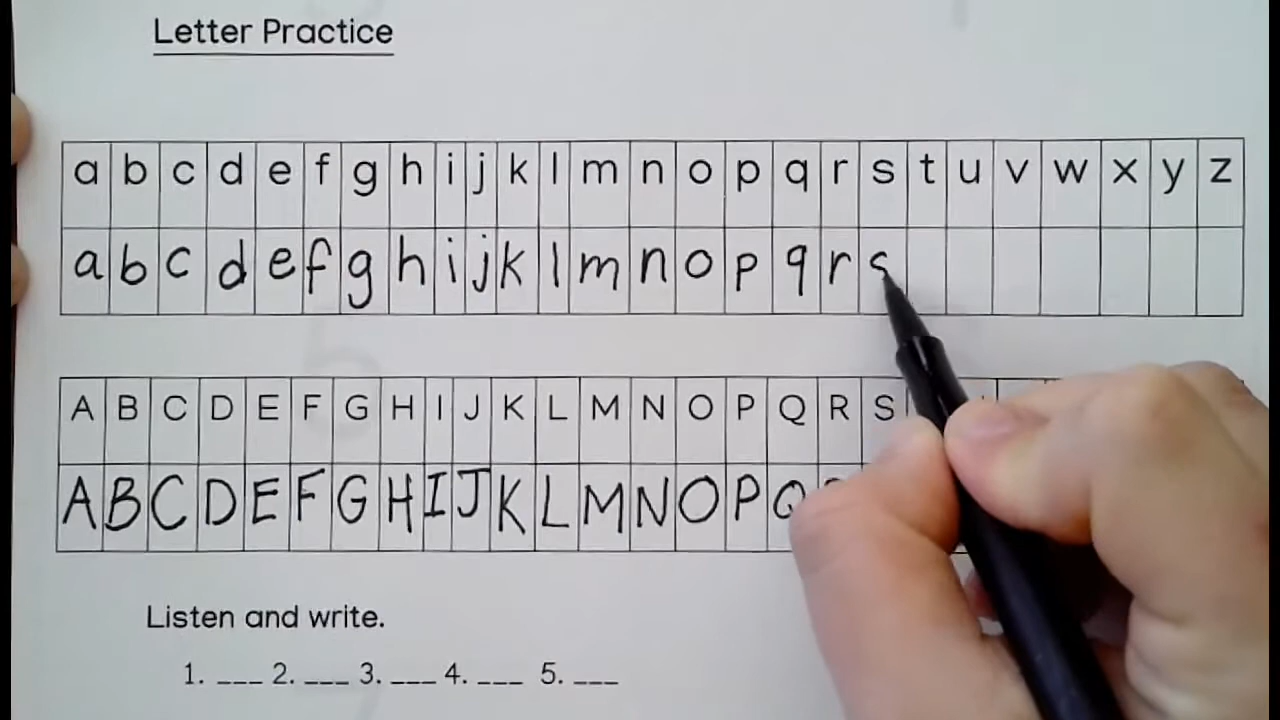 Letter Practice
a b c d e f g h i j k l m n o p q r s t u v w x y z
a b c d e f g h i j k l m n o p q r s
A B C D E F G H I J K L M N O P Q R S
A B C D E F G H I J K L M N O P Q
Listen and write.
1. ___ 2. ___ 3. ___ 4. ___ 5. ___